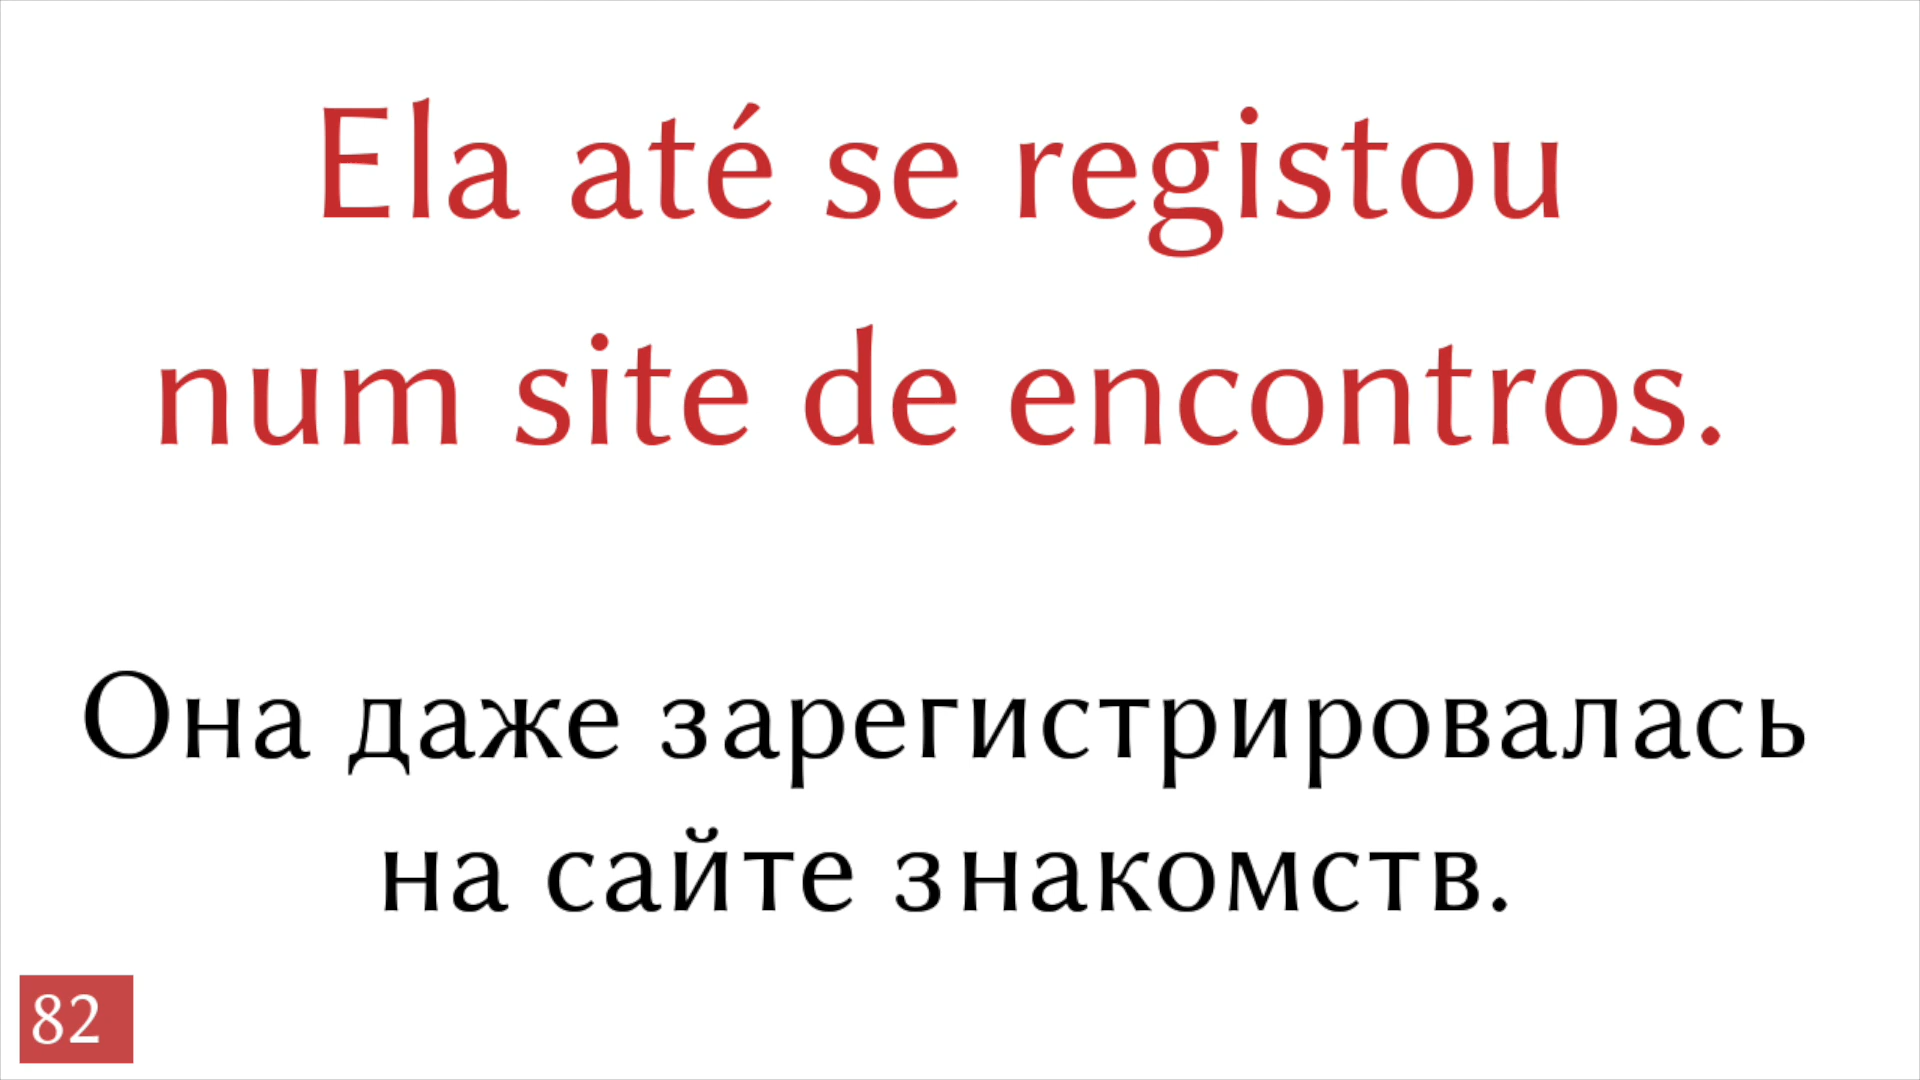 Ela até se registou
num site de encontros.
Она даже зарегистрировалась
на сайте знакомств.
82